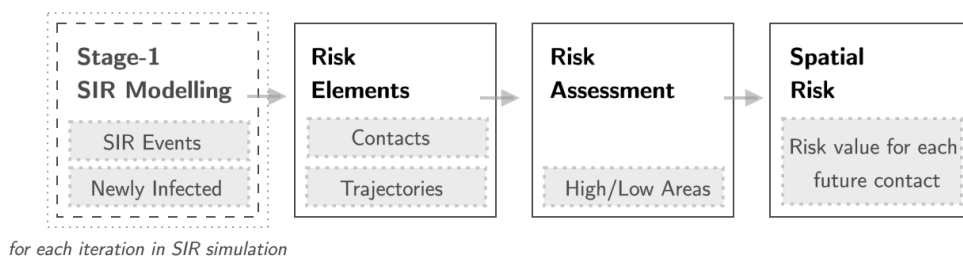 Stage-1
SIR Modelling
SIR Events
Newly Infected
Risk
Elements
Contacts
Trajectories
Risk
Assessment
High/Low Areas
Spatial
Risk
Risk value for each
future contact
for each iteration in SIR simulation